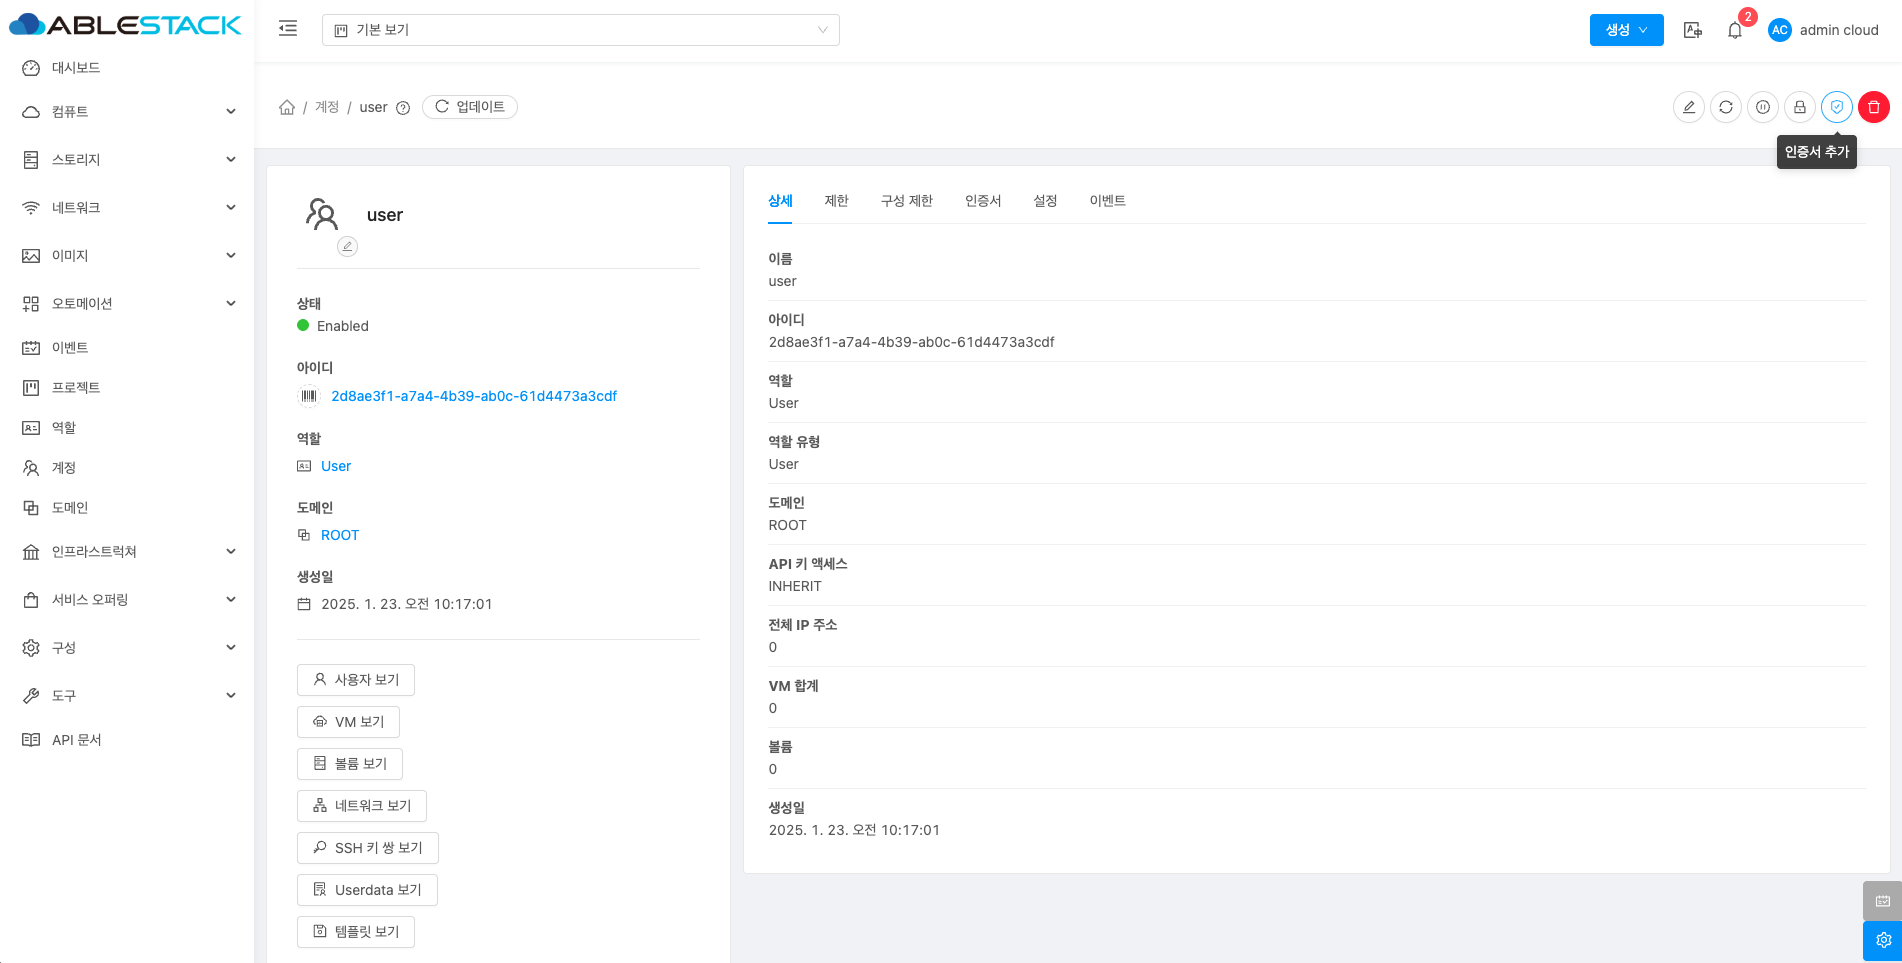 ABLESTACK
기본 보기
생성
2
AC
admin cloud
대시보드
컴퓨트
스토리지
네트워크
이미지
오토메이션
이벤트
프로젝트
역할
계정
도메인
인프라스트럭쳐
서비스 오퍼링
구성
도구
API 문서
/ 계정 / user
업데이트
인증서 추가
user
상태
Enabled
아이디
2d8ae3f1-a7a4-4b39-ab0c-61d4473a3cdf
역할
User
도메인
ROOT
생성일
2025. 1. 23. 오전 10:17:01
사용자 보기
VM 보기
볼륨 보기
네트워크 보기
SSH 키 쌍 보기
Userdata 보기
템플릿 보기
상세 제한 구성 제한 인증서 설정 이벤트
이름
user
아이디
2d8ae3f1-a7a4-4b39-ab0c-61d4473a3cdf
역할
User
역할 유형
User
도메인
ROOT
API 키 액세스
INHERIT
전체 IP 주소
0
VM 합계
0
볼륨
0
생성일
2025. 1. 23. 오전 10:17:01